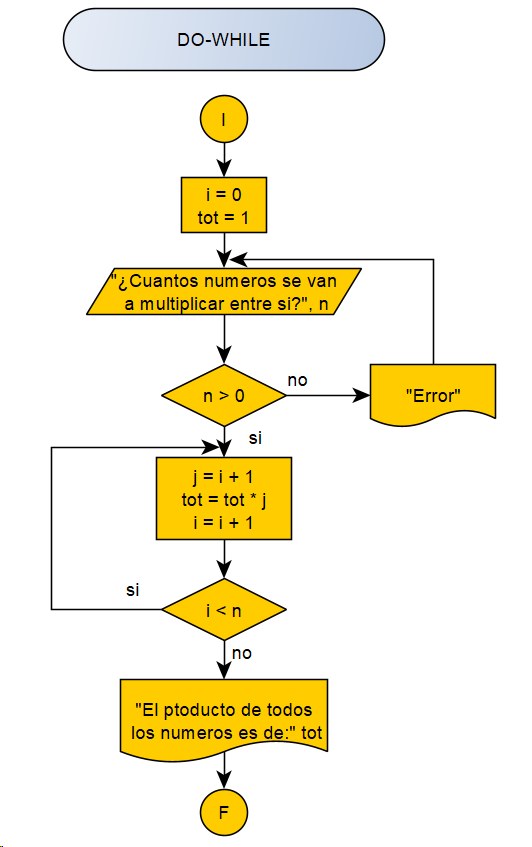 DO-WHILE
I
i = 0
tot = 1
"¿Cuantos numeros se van
a multiplicar entre si?", n
n > 0
no
"Error"
si
j = i + 1
tot = tot * j
i = i + 1
si
i < n
no
"El ptoducto de todos
los numeros es de:" tot
F